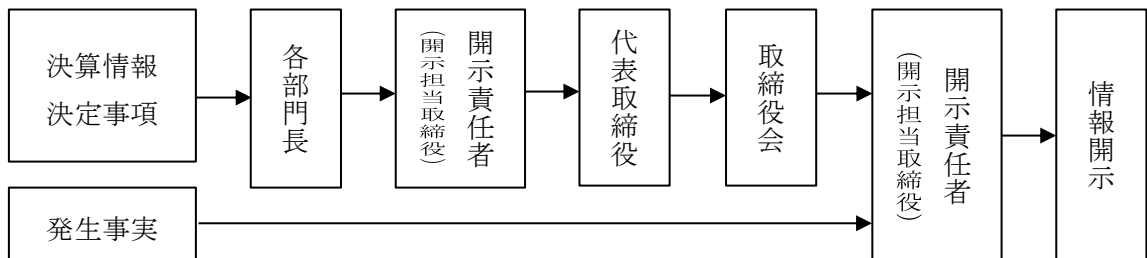 決算情報
決定事項
各部門長
開示責任者
(開示担当取締役)
代表取締役
取締役会
開示責任者
(開示担当取締役)
情報開示
発生事実